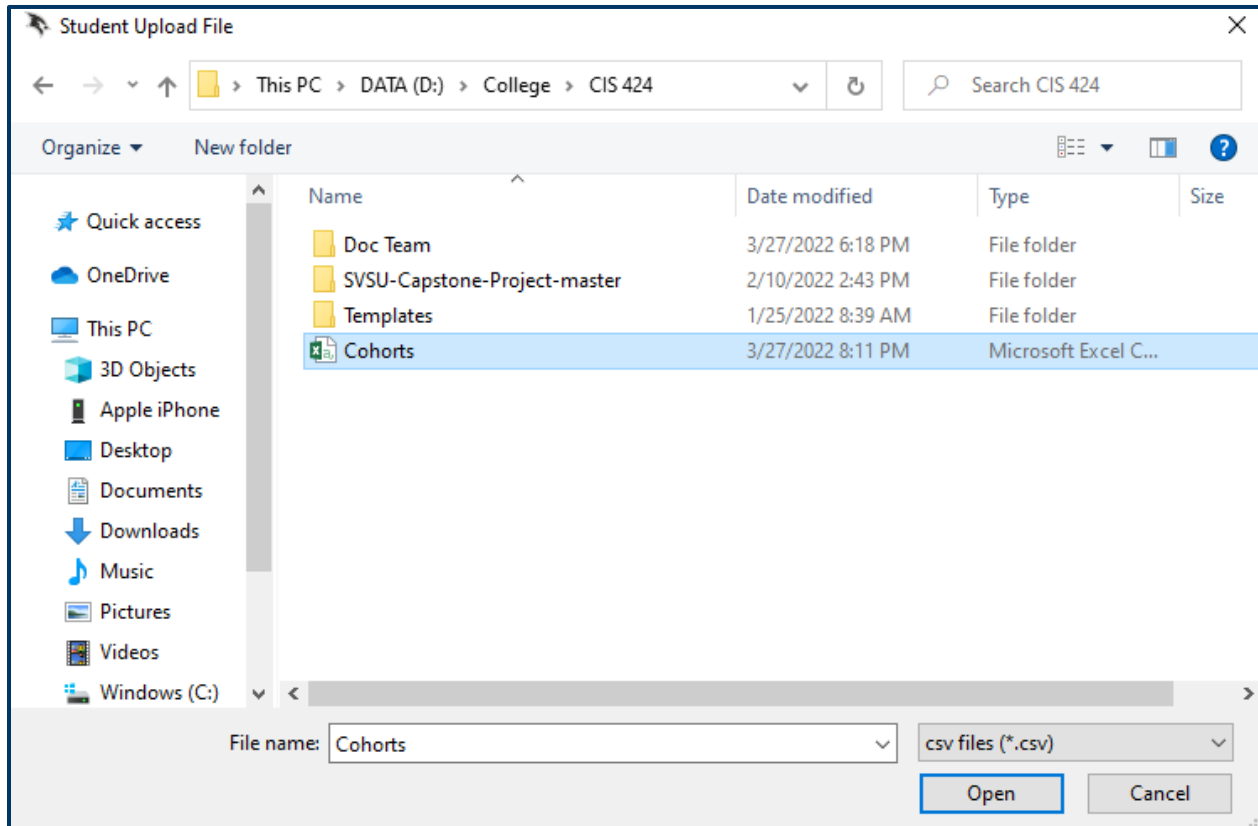 Student Upload File
This PC > DATA (D:) > College > CIS 424
Search CIS 424
Organize
New folder
Name Date modified Type Size
Quick access
OneDrive
This PC
3D Objects
Apple iPhone
Desktop
Documents
Downloads
Music
Pictures
Videos
Windows (C:)
Doc Team 3/27/2022 6:18 PM File folder
SVSU-Capstone-Project-master 2/10/2022 2:43 PM File folder
Templates 1/25/2022 8:39 AM File folder
Cohorts 3/27/2022 8:11 PM Microsoft Excel C...
File name: Cohorts csv files (*.csv)
Open Cancel